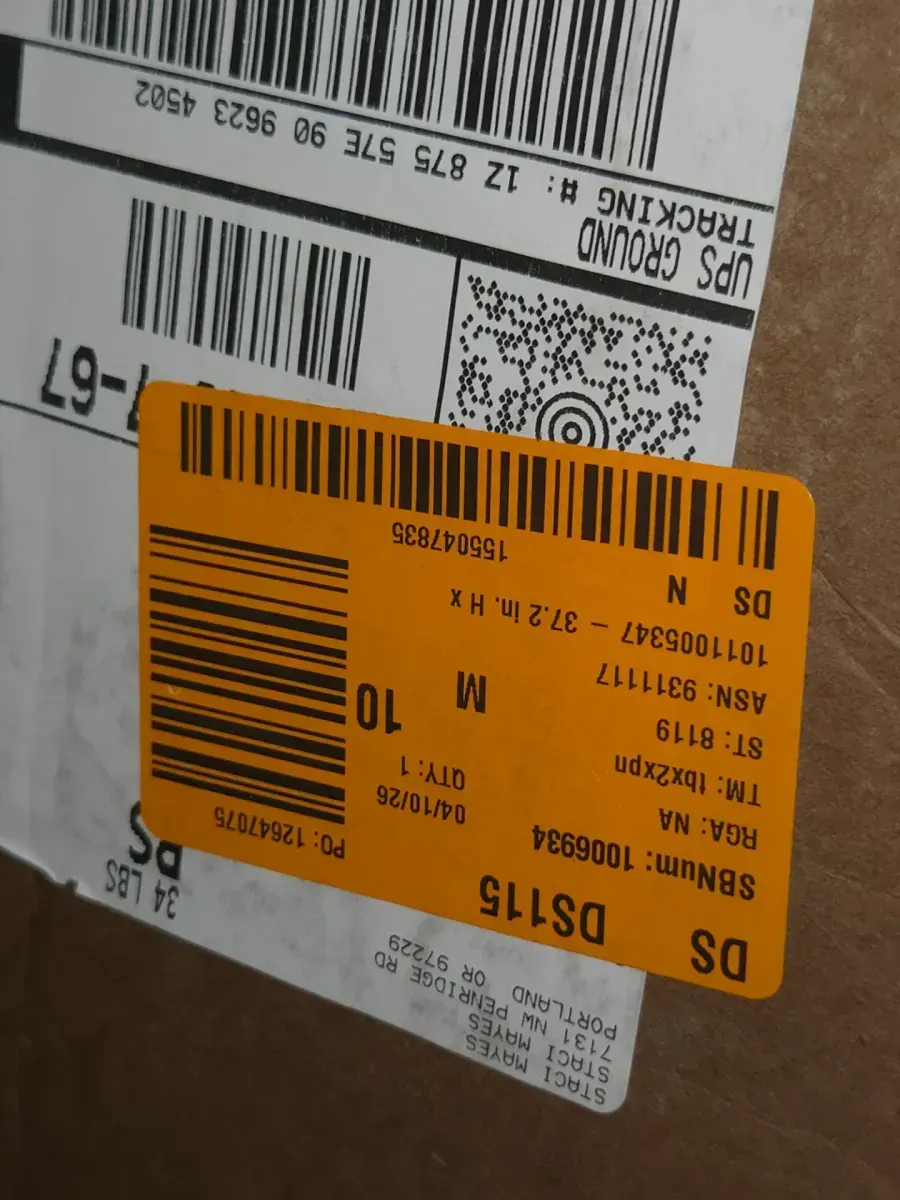 STACI MAYES
STACI MAYES
7131 NW PENRIDGE RD
PORTLAND OR 97229
34 LBS
DS DS115
SBNum: 1006934
RGA: NA
TM: tbx2xpn
ST: 8119
ASN: 9311117
1011005347 – 37.2 in. H x
DS N
PO: 12647075
04/10/26
QTY: 1
10
M
155047835
7-67
UPS GROUND
TRACKING #: 1Z 875 57E 90 9623 4502